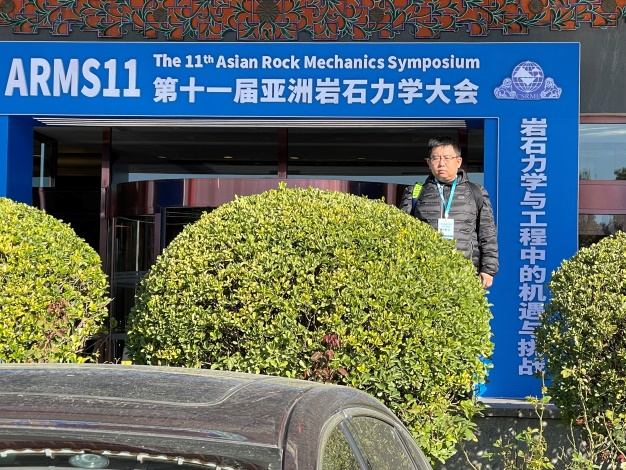 ARMS11
The 11th Asian Rock Mechanics Symposium
第十一届亚洲岩石力学大会
CSRME
岩石力学与工程中的机遇与挑战